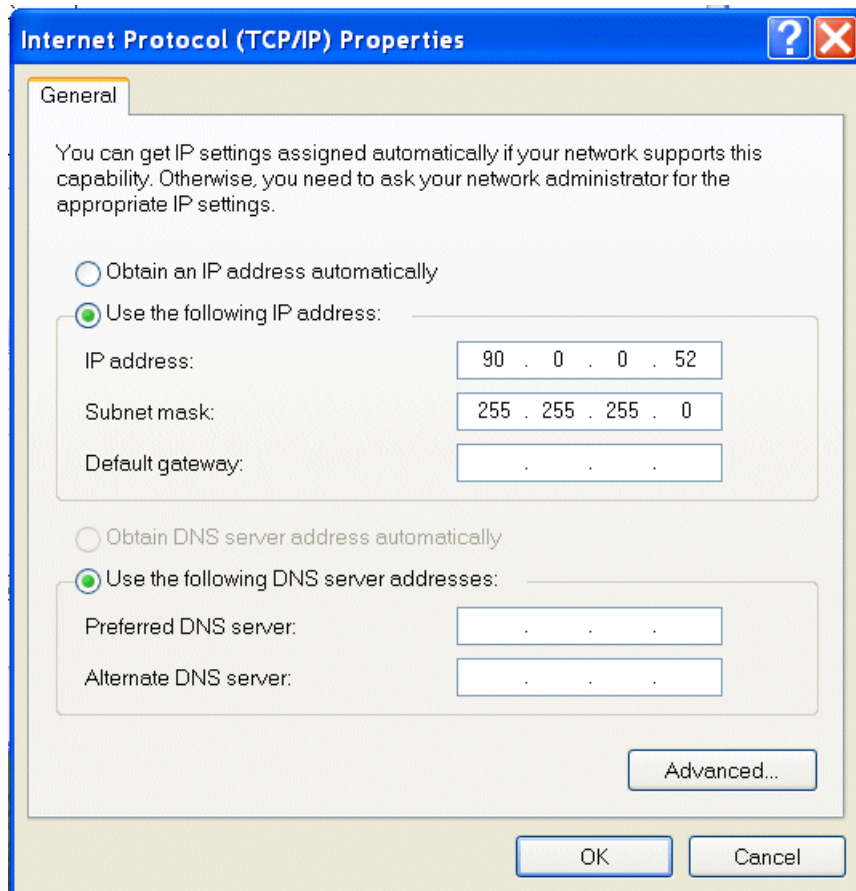 Internet Protocol (TCP/IP) Properties
General
You can get IP settings assigned automatically if your network supports this
capability. Otherwise, you need to ask your network administrator for the
appropriate IP settings.
Obtain an IP address automatically
Use the following IP address:
IP address: 90 . 0 . 0 . 52
Subnet mask: 255 . 255 . 255 . 0
Default gateway: . . .
Obtain DNS server address automatically
Use the following DNS server addresses:
Preferred DNS server: . . .
Alternate DNS server: . . .
Advanced...
OK Cancel